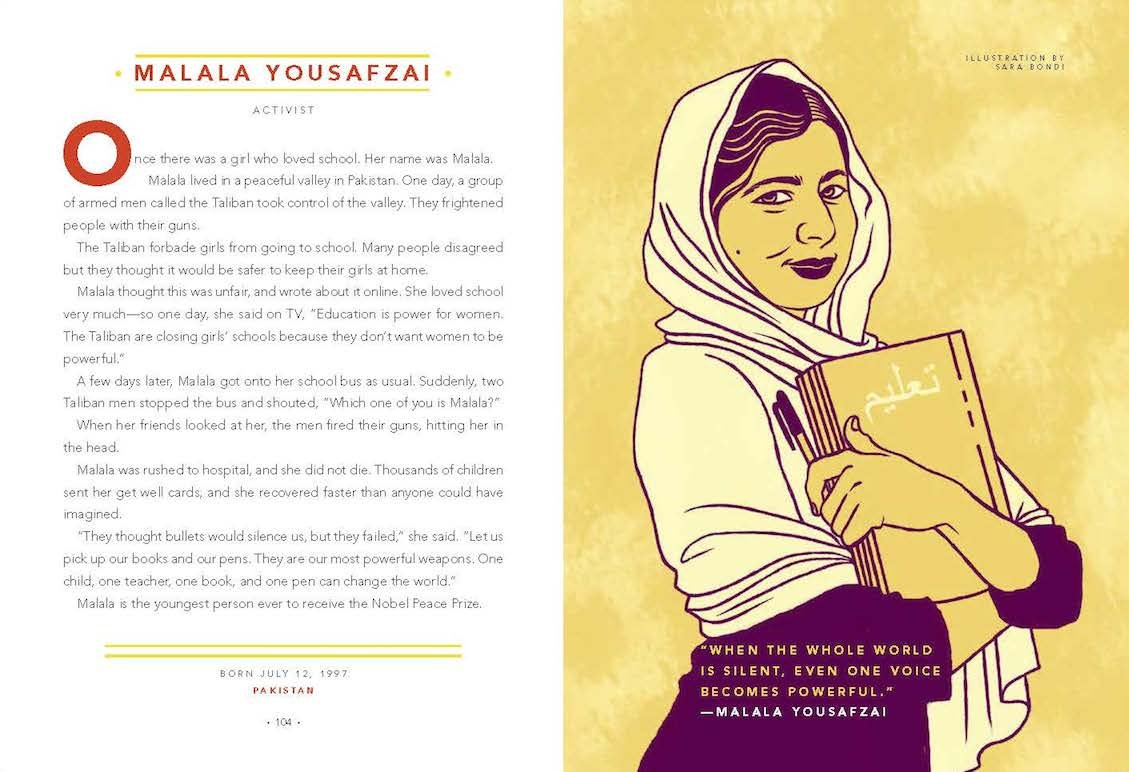 • MALALA YOUSAFZAI •
ACTIVIST
Once there was a girl who loved school. Her name was Malala.
Malala lived in a peaceful valley in Pakistan. One day, a group
of armed men called the Taliban took control of the valley. They frightened
people with their guns.
The Taliban forbade girls from going to school. Many people disagreed
but they thought it would be safer to keep their girls at home.
Malala thought this was unfair, and wrote about it online. She loved school
very much—so one day, she said on TV, “Education is power for women.
The Taliban are closing girls’ schools because they don’t want women to be
powerful.”
A few days later, Malala got onto her school bus as usual. Suddenly, two
Taliban men stopped the bus and shouted, “Which one of you is Malala?”
When her friends looked at her, the men fired their guns, hitting her in
the head.
Malala was rushed to hospital, and she did not die. Thousands of children
sent her get well cards, and she recovered faster than anyone could have
imagined.
“They thought bullets would silence us, but they failed,” she said. “Let us
pick up our books and our pens. They are our most powerful weapons. One
child, one teacher, one book, and one pen can change the world.”
Malala is the youngest person ever to receive the Nobel Peace Prize.
BORN JULY 12, 1997
PAKISTAN
• 104 •
ILLUSTRATION BY
SARA BONDI
تعلیم
“WHEN THE WHOLE WORLD
IS SILENT, EVEN ONE VOICE
BECOMES POWERFUL.”
—MALALA YOUSAFZAI